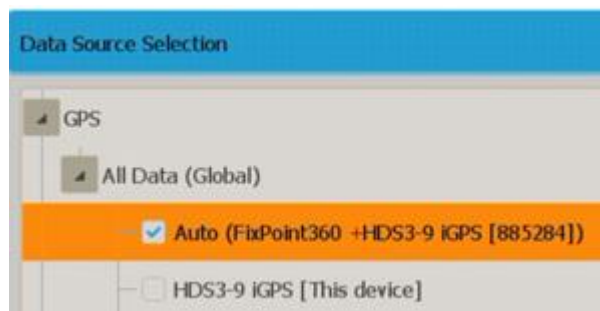 Data Source Selection
GPS
All Data (Global)
Auto (FixPoint360 +HDS3-9 iGPS [885284])
HDS3-9 iGPS [This device]